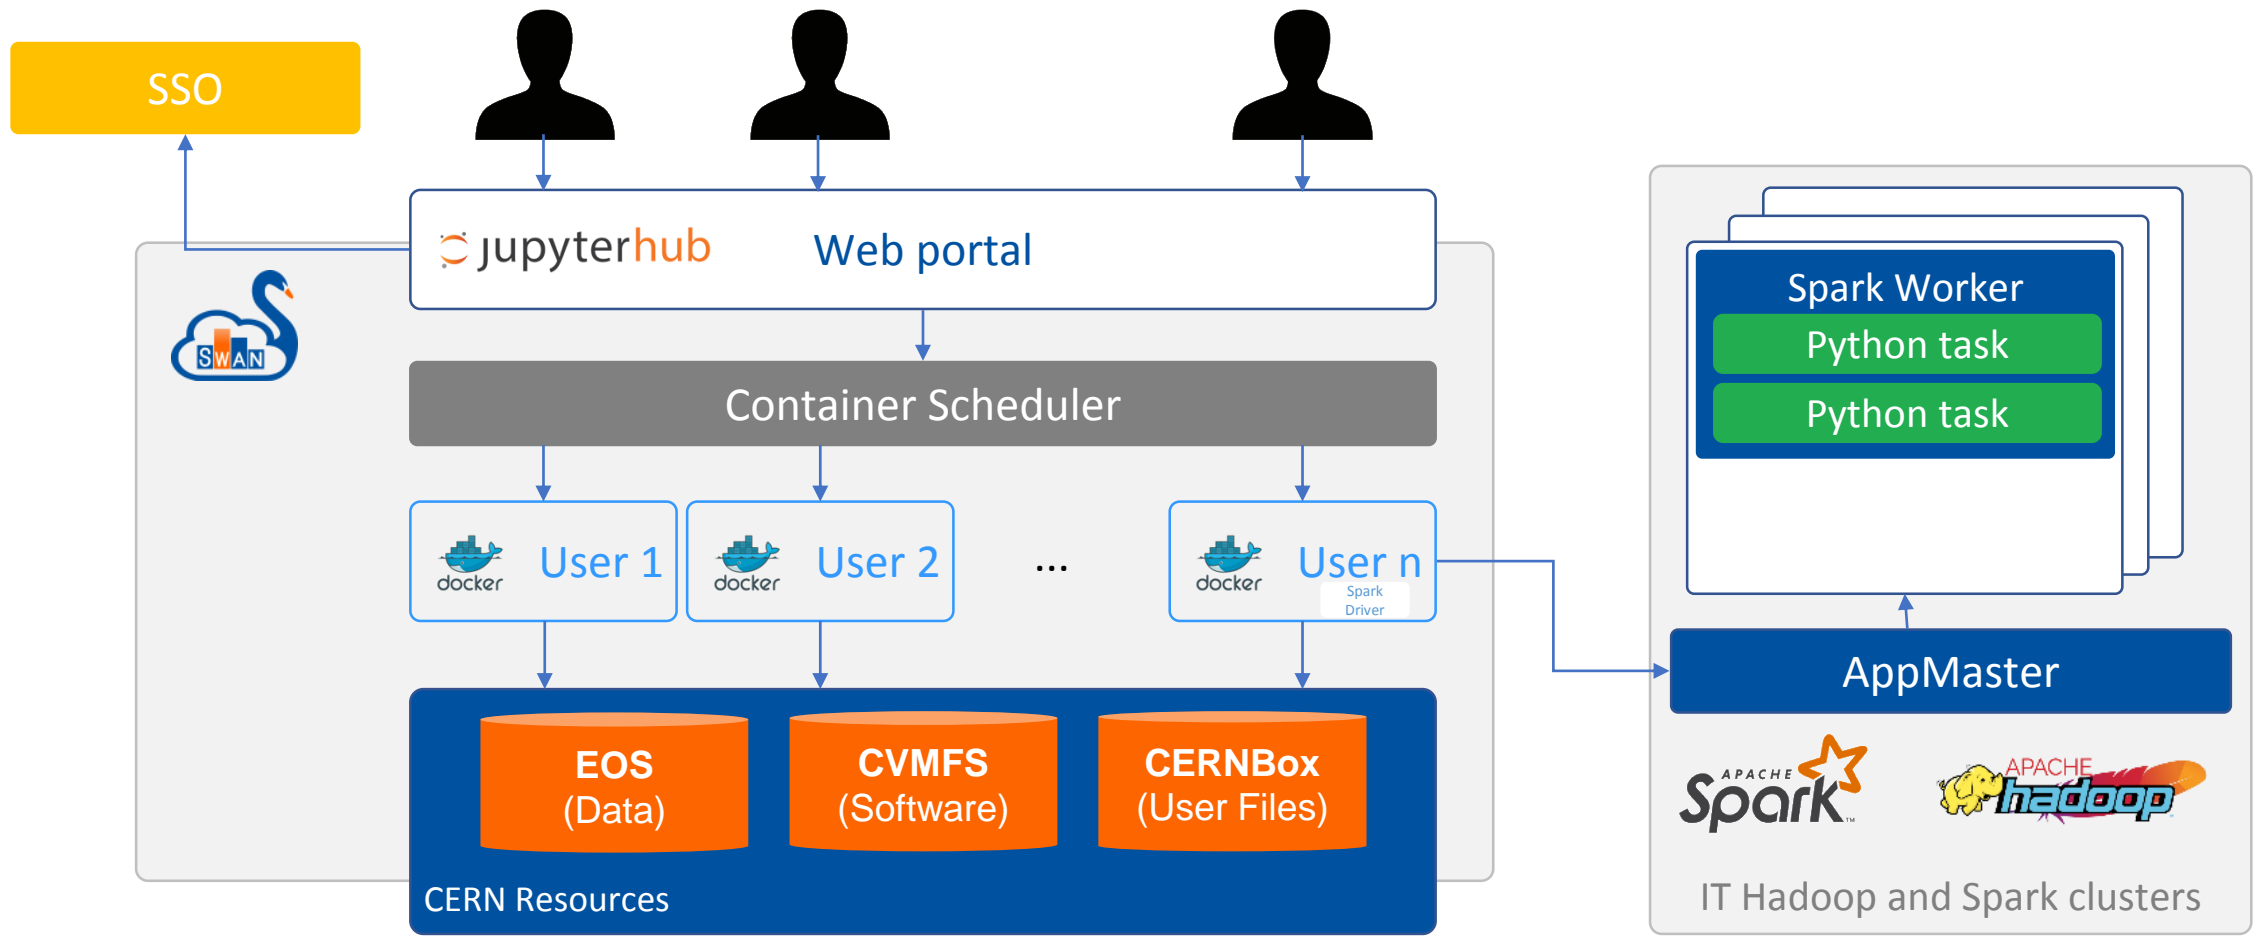 SSO
jupyterhub
Web portal
SWAN
Container Scheduler
docker
User 1
docker
User 2
...
docker
User n
Spark
Driver
EOS
(Data)
CVMFS
(Software)
CERNBox
(User Files)
CERN Resources
Spark Worker
Python task
Python task
AppMaster
APACHE
Spark™
APACHE
hadoop
IT Hadoop and Spark clusters